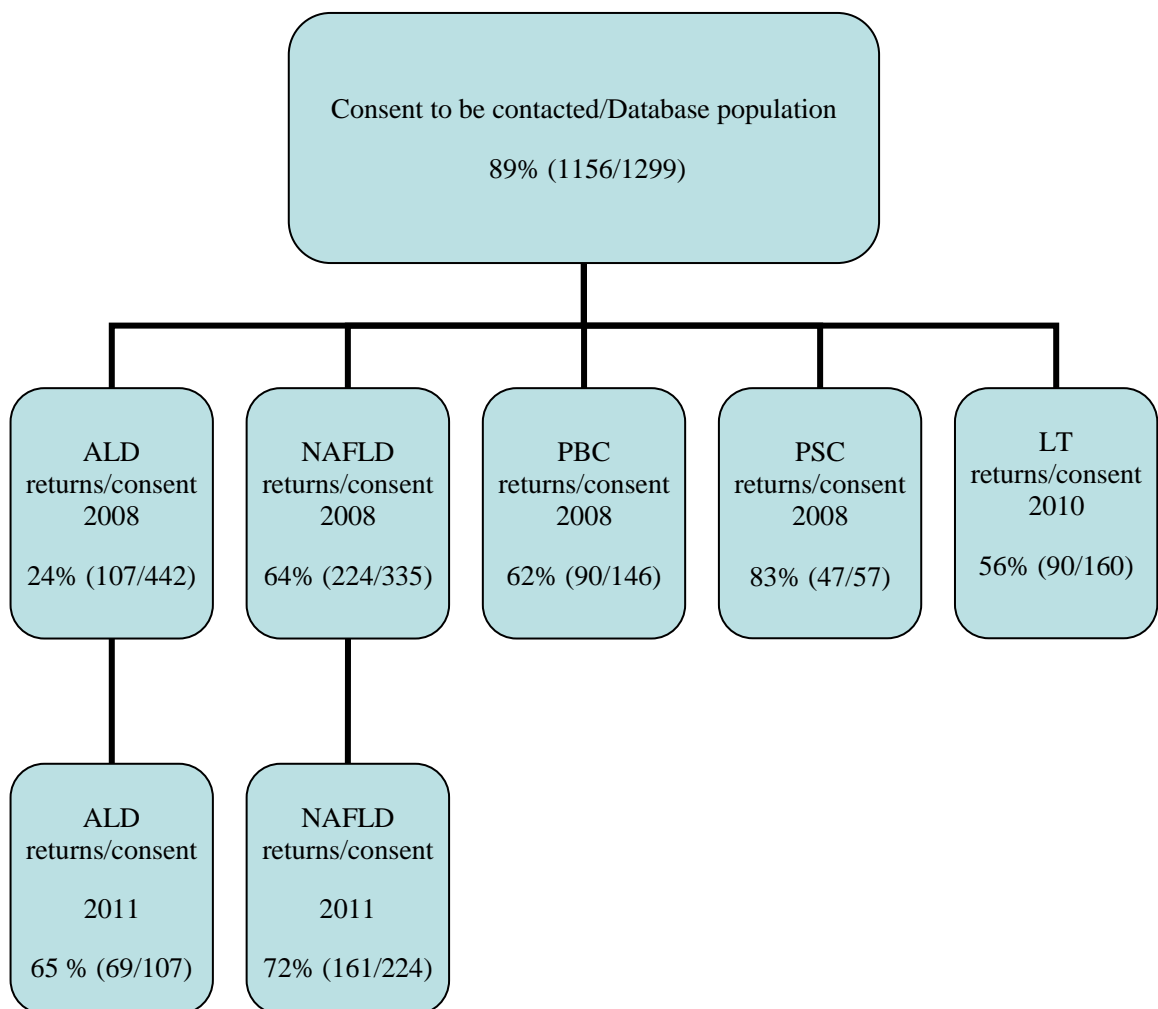 Consent to be contacted/Database population
89% (1156/1299)
ALD
returns/consent
2008
24% (107/442)
NAFLD
returns/consent
2008
64% (224/335)
PBC
returns/consent
2008
62% (90/146)
PSC
returns/consent
2008
83% (47/57)
LT
returns/consent
2010
56% (90/160)
ALD
returns/consent
2011
65 % (69/107)
NAFLD
returns/consent
2011
72% (161/224)